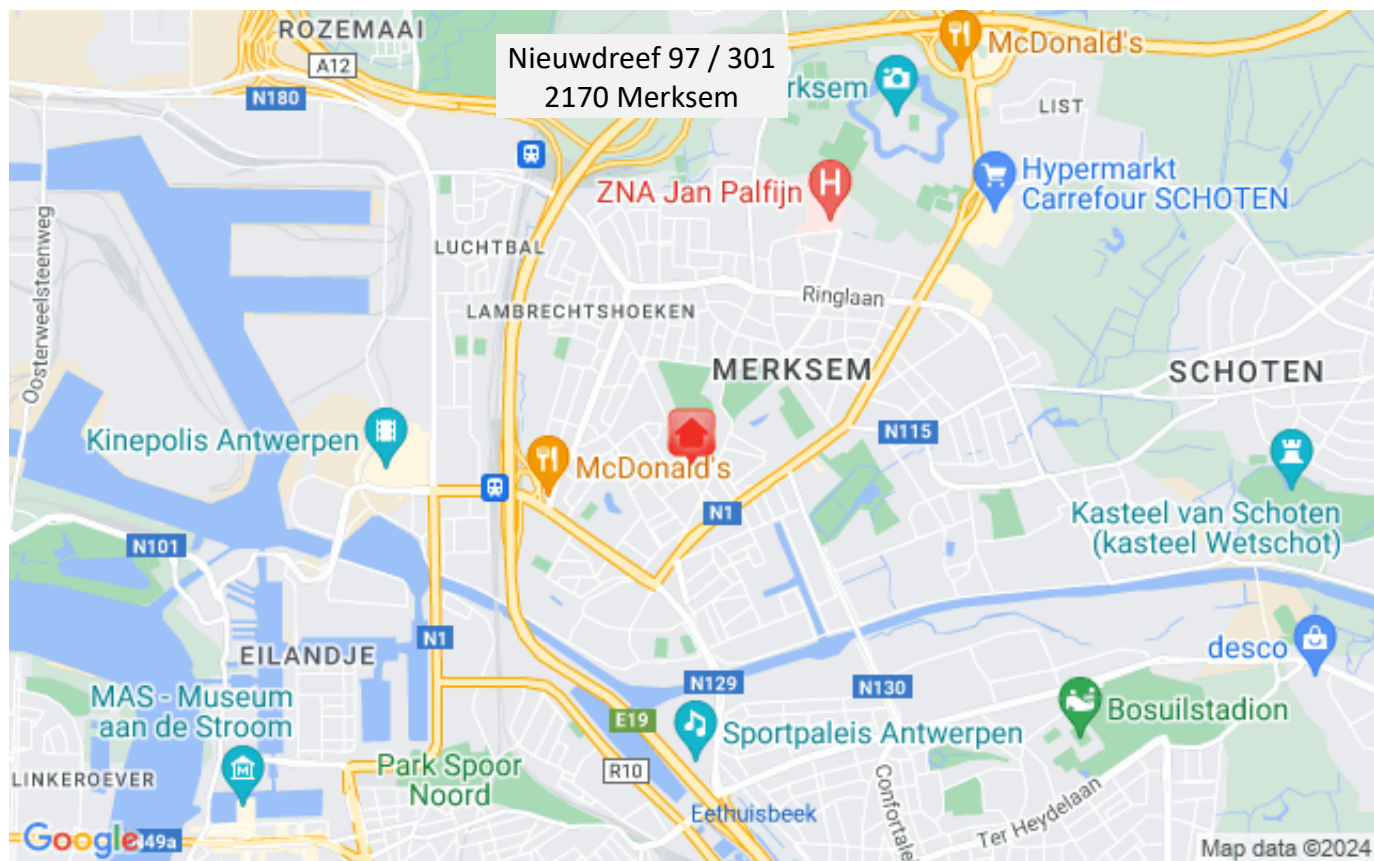 ROZEMAAI
A12
N180
Nieuwdreef 97 / 301
2170 Merksem
rksem
McDonald's
LIST
ZNA Jan Palfijn
H
Hypermarkt
Carrefour SCHOTEN
Oosterweelsteenweg
LUCHTBAL
LAMBRECHTSHOEKEN
Ringlaan
MERKSEM
SCHOTEN
Kinepolis Antwerpen
McDonald's
N115
N1
Kasteel van Schoten
(kasteel Wetschot)
N101
N1
EILANDJE
desco
MAS - Museum
aan de Stroom
N129
N130
E19
Sportpaleis Antwerpen
Bosuilstadion
LINKEROEVER
M
Park Spoor
Noord
R10
Eethuisbeek
Confortalei
Ter Heydelaan
Google
N49a
Map data ©2024